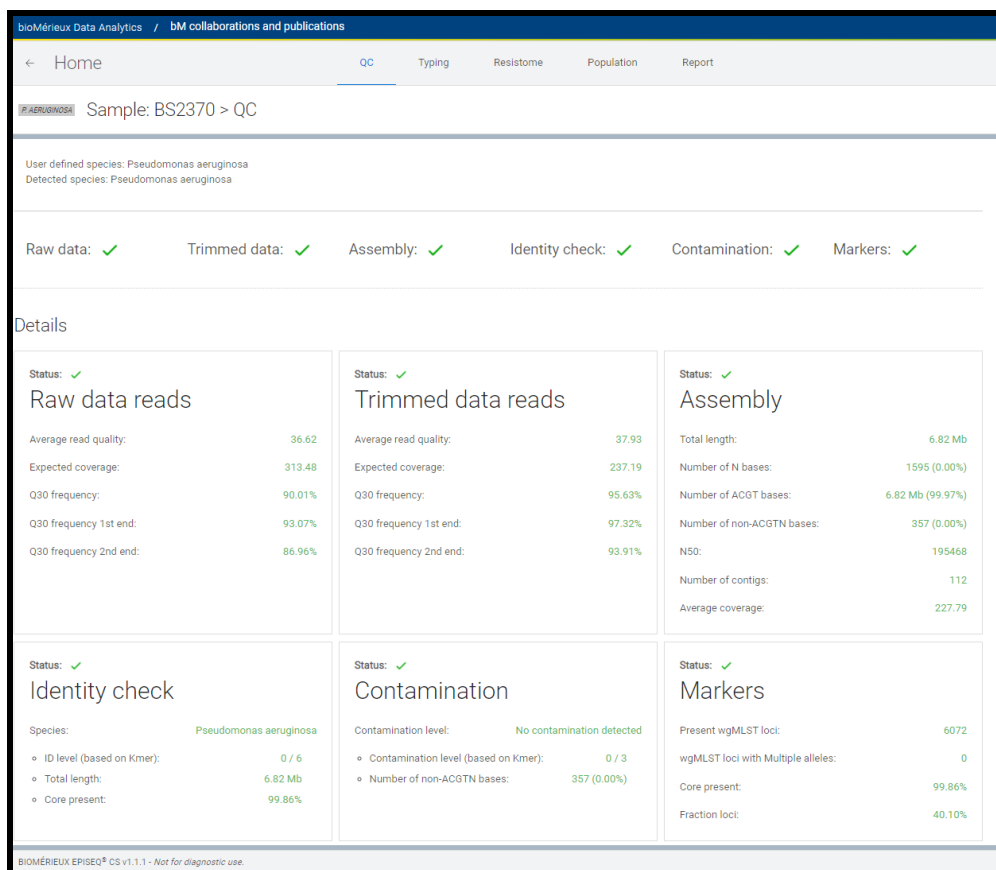 bioMérieux Data Analytics / bM collaborations and publications
← Home QC Typing Resistome Population Report
P. AERUGINOSA Sample: BS2370 > QC
User defined species: Pseudomonas aeruginosa
Detected species: Pseudomonas aeruginosa
Raw data: ✓ Trimmed data: ✓ Assembly: ✓ Identity check: ✓ Contamination: ✓ Markers: ✓
Details
Status: ✓
Raw data reads
Average read quality: 36.62
Expected coverage: 313.48
Q30 frequency: 90.01%
Q30 frequency 1st end: 93.07%
Q30 frequency 2nd end: 86.96%
Status: ✓
Trimmed data reads
Average read quality: 37.93
Expected coverage: 237.19
Q30 frequency: 95.63%
Q30 frequency 1st end: 97.32%
Q30 frequency 2nd end: 93.91%
Status: ✓
Assembly
Total length: 6.82 Mb
Number of N bases: 1595 (0.00%)
Number of ACGT bases: 6.82 Mb (99.97%)
Number of non-ACGTN bases: 357 (0.00%)
N50: 195468
Number of contigs: 112
Average coverage: 227.79
Status: ✓
Identity check
Species: Pseudomonas aeruginosa
ID level (based on Kmer): 0 / 6
Total length: 6.82 Mb
Core present: 99.86%
Status: ✓
Contamination
Contamination level: No contamination detected
Contamination level (based on Kmer): 0 / 3
Number of non-ACGTN bases: 357 (0.00%)
Status: ✓
Markers
Present wgMLST loci: 6072
wgMLST loci with Multiple alleles: 0
Core present: 99.86%
Fraction loci: 40.10%
BIOMÉRIEUX EPISEQ® CS v1.1.1 - Not for diagnostic use.